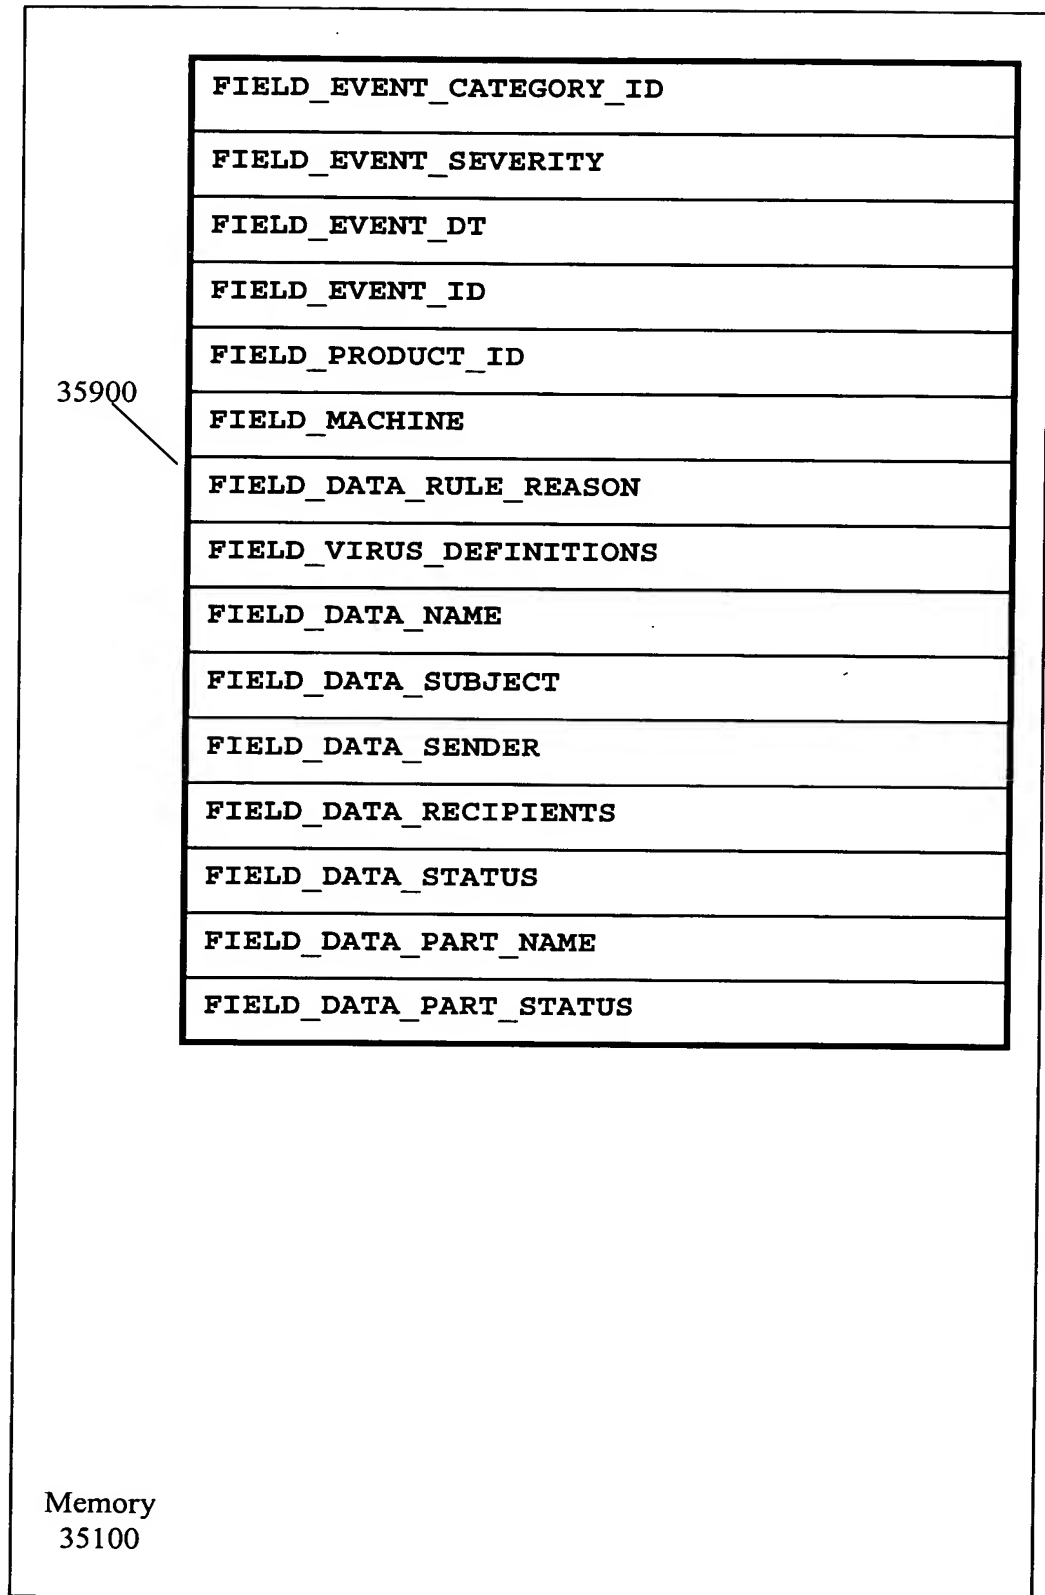 FIELD_EVENT_CATEGORY_ID
FIELD_EVENT_SEVERITY
FIELD_EVENT_DT
FIELD_EVENT_ID
FIELD_PRODUCT_ID
35900
FIELD_MACHINE
FIELD_DATA_RULE_REASON
FIELD_VIRUS_DEFINITIONS
FIELD_DATA_NAME
FIELD_DATA_SUBJECT
FIELD_DATA_SENDER
FIELD_DATA_RECIPIENTS
FIELD_DATA_STATUS
FIELD_DATA_PART_NAME
FIELD_DATA_PART_STATUS
Memory
35100